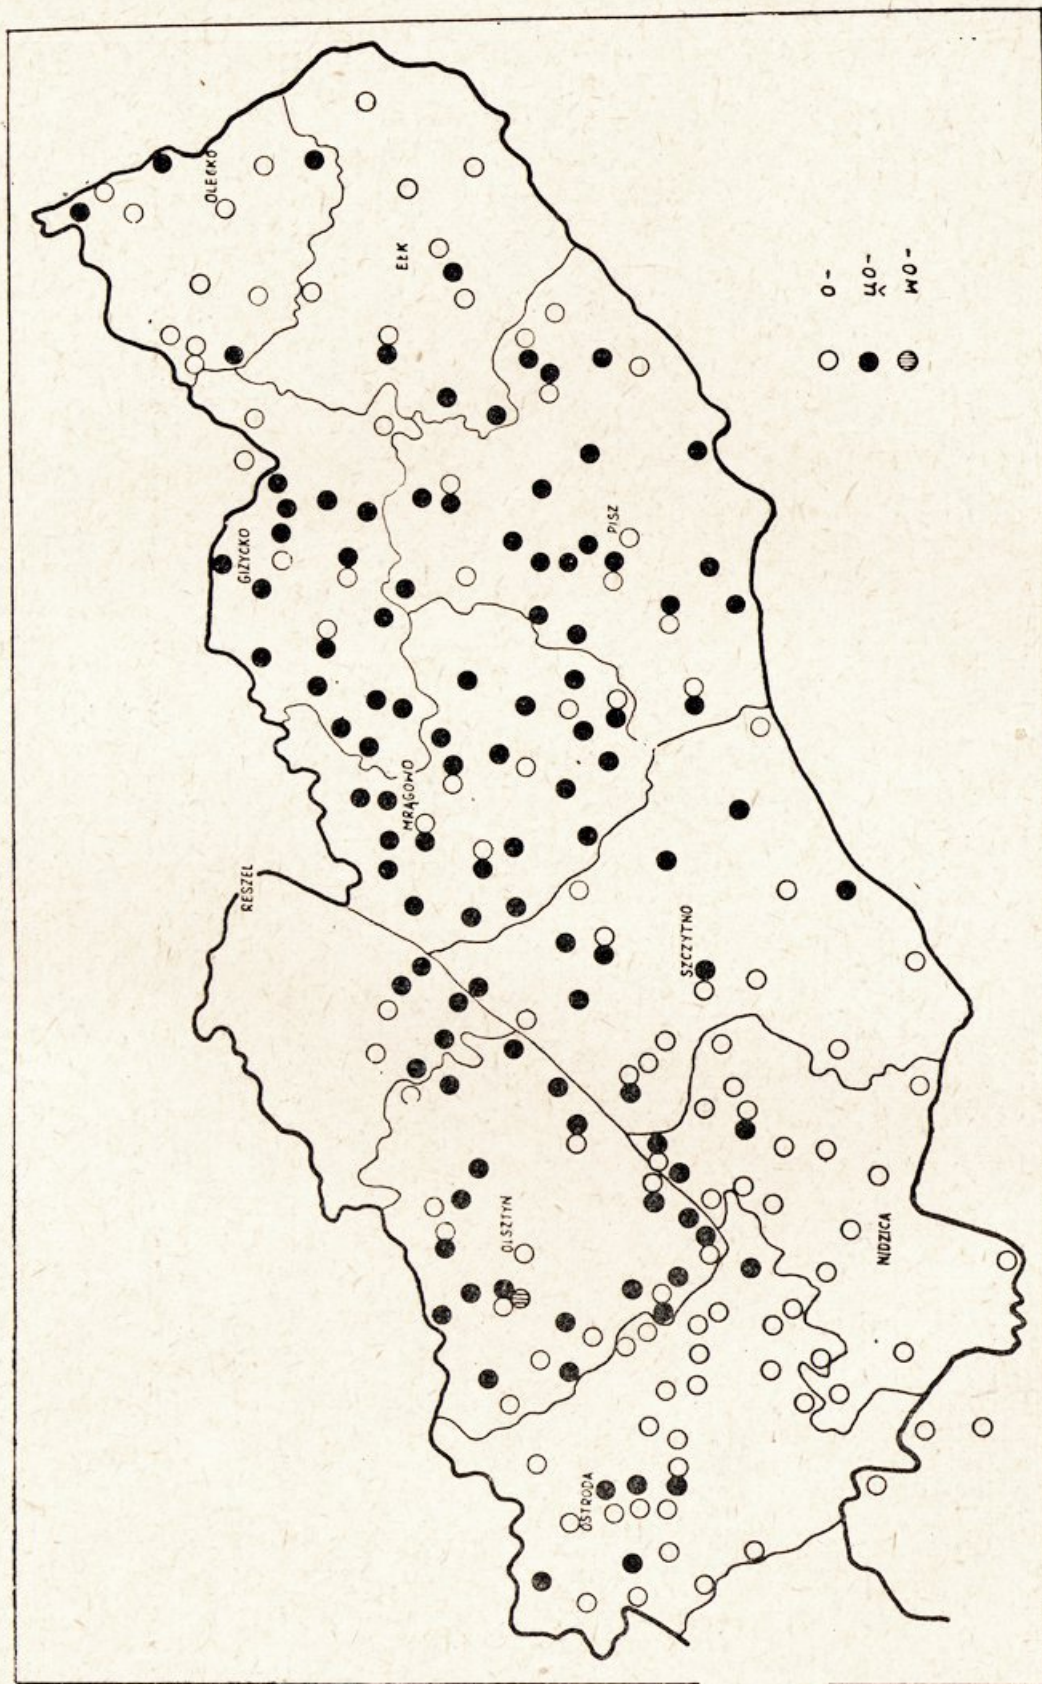 OLECKO
EŁK
GIŻYCKO
PISZ
MRĄGOWO
RESZEL
SZCZYTNO
OLSZTYN
NIDZICA
OSTRÓDA
o-
u̯o-
wo-